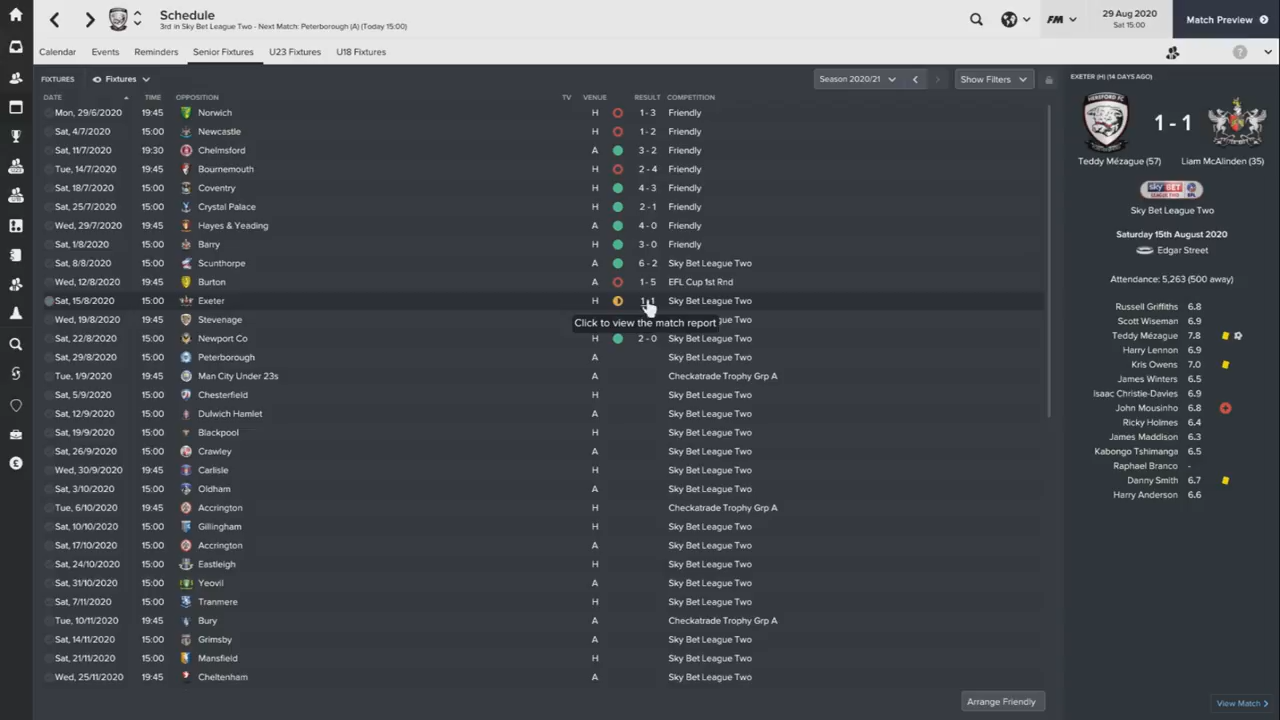 Schedule
3rd in Sky Bet League Two - Next Match: Peterborough (A) (Today 15:00)
FM
29 Aug 2020
Sat 15:00
Match Preview
Calendar Events Reminders Senior Fixtures U23 Fixtures U18 Fixtures
FIXTURES Fixtures Season 2020/21 Show Filters
DATE TIME OPPOSITION TV VENUE RESULT COMPETITION
Mon, 29/6/2020 19:45 Norwich H 1 - 3 Friendly
Sat, 4/7/2020 15:00 Newcastle H 1 - 2 Friendly
Sat, 11/7/2020 19:30 Chelmsford A 3 - 2 Friendly
Tue, 14/7/2020 19:45 Bournemouth H 2 - 4 Friendly
Sat, 18/7/2020 15:00 Coventry H 4 - 3 Friendly
Sat, 25/7/2020 15:00 Crystal Palace H 2 - 1 Friendly
Wed, 29/7/2020 19:45 Hayes & Yeading A 4 - 0 Friendly
Sat, 1/8/2020 15:00 Barry H 3 - 0 Friendly
Sat, 8/8/2020 15:00 Scunthorpe A 6 - 2 Sky Bet League Two
Wed, 12/8/2020 19:45 Burton A 1 - 5 EFL Cup 1st Rnd
Sat, 15/8/2020 15:00 Exeter H 1 - 1 Sky Bet League Two
Wed, 19/8/2020 19:45 Stevenage gue Two
Click to view the match report
Sat, 22/8/2020 15:00 Newport Co H 2 - 0 Sky Bet League Two
Sat, 29/8/2020 15:00 Peterborough A Sky Bet League Two
Tue, 1/9/2020 19:45 Man City Under 23s A Checkatrade Trophy Grp A
Sat, 5/9/2020 15:00 Chesterfield H Sky Bet League Two
Sat, 12/9/2020 15:00 Dulwich Hamlet A Sky Bet League Two
Sat, 19/9/2020 15:00 Blackpool H Sky Bet League Two
Sat, 26/9/2020 15:00 Crawley A Sky Bet League Two
Wed, 30/9/2020 19:45 Carlisle H Sky Bet League Two
Sat, 3/10/2020 15:00 Oldham A Sky Bet League Two
Tue, 6/10/2020 19:45 Accrington H Checkatrade Trophy Grp A
Sat, 10/10/2020 15:00 Gillingham H Sky Bet League Two
Sat, 17/10/2020 15:00 Accrington A Sky Bet League Two
Sat, 24/10/2020 15:00 Eastleigh H Sky Bet League Two
Sat, 31/10/2020 15:00 Yeovil A Sky Bet League Two
Sat, 7/11/2020 15:00 Tranmere H Sky Bet League Two
Tue, 10/11/2020 19:45 Bury A Checkatrade Trophy Grp A
Sat, 14/11/2020 15:00 Grimsby A Sky Bet League Two
Sat, 21/11/2020 15:00 Mansfield H Sky Bet League Two
Wed, 25/11/2020 19:45 Cheltenham A Sky Bet League Two
Arrange Friendly
EXETER (H) (14 DAYS AGO)
HEREFORD FC
1 - 1
Teddy Mézague (57) Liam McAlinden (35)
sky BET EFL
Sky Bet League Two
Saturday 15th August 2020
Edgar Street
Attendance: 5,263 (500 away)
Russell Griffiths 6.8
Scott Wiseman 6.9
Teddy Mézague 7.8
Harry Lennon 6.9
Kris Owens 7.0
James Winters 6.5
Isaac Christie-Davies 6.9
John Mousinho 6.8
Ricky Holmes 6.4
James Maddison 6.3
Kabongo Tshimanga 6.5
Raphael Branco -
Danny Smith 6.7
Harry Anderson 6.6
View Match